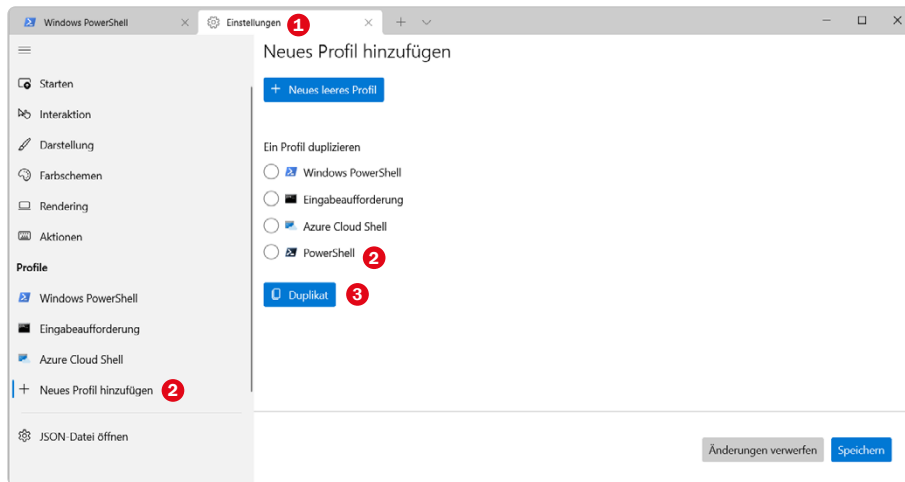 Windows PowerShell
Einstellungen 1
Neues Profil hinzufügen
Starten
Interaktion
Darstellung
Farbschemen
Rendering
Aktionen
Profile
Windows PowerShell
Eingabeaufforderung
Azure Cloud Shell
Neues Profil hinzufügen 2
JSON-Datei öffnen
+ Neues leeres Profil
Ein Profil duplizieren
Windows PowerShell
Eingabeaufforderung
Azure Cloud Shell
PowerShell 2
Duplikat 3
Änderungen verwerfen
Speichern